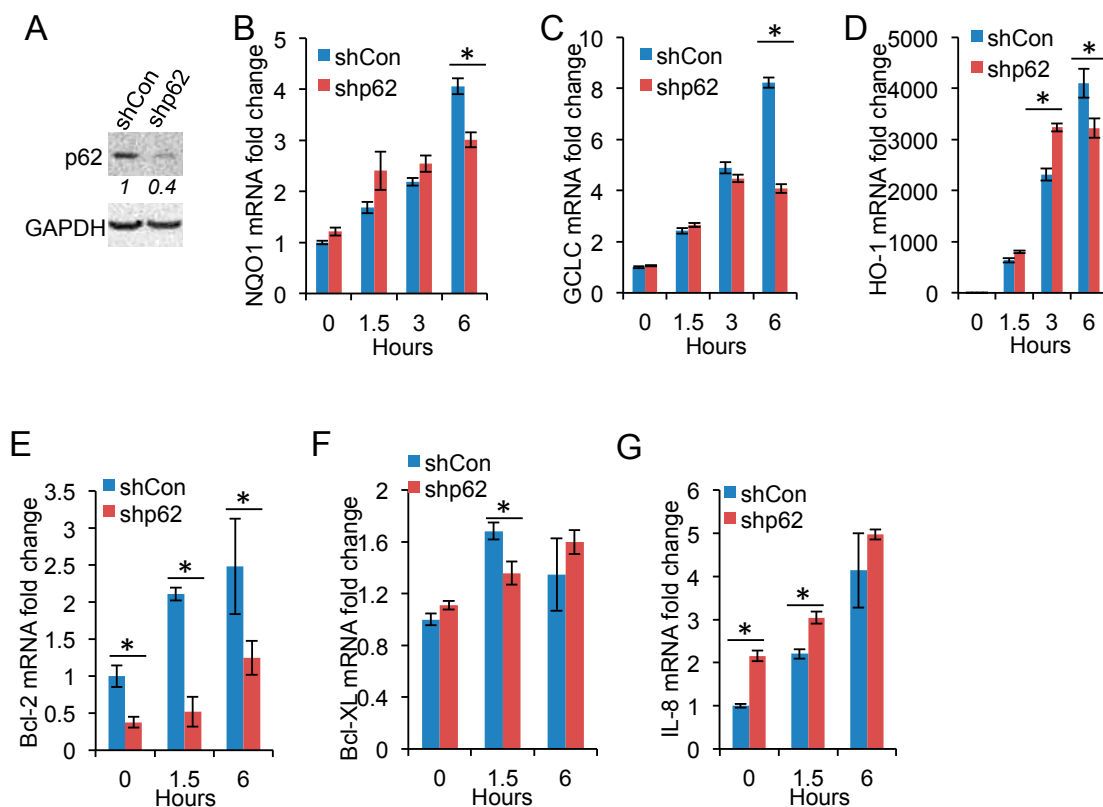 A
shCon
shp62
p62
1 0.4
GAPDH
B
NQO1 mRNA fold change
5
4
3
2
1
0
shCon
shp62
*
0 1.5 3 6
Hours
C
GCLC mRNA fold change
10
8
6
4
2
0
shCon
shp62
*
0 1.5 3 6
Hours
D
HO-1 mRNA fold change
5000
4000
3000
2000
1000
0
shCon
shp62
*
*
0 1.5 3 6
Hours
E
Bcl-2 mRNA fold change
3.5
3
2.5
2
1.5
1
0.5
0
shCon
shp62
*
*
*
0 1.5 6
Hours
F
Bcl-XL mRNA fold change
2
1.6
1.2
0.8
0.4
0
shCon
shp62
*
0 1.5 6
Hours
G
IL-8 mRNA fold change
6
5
4
3
2
1
0
shCon
shp62
*
*
0 1.5 6
Hours